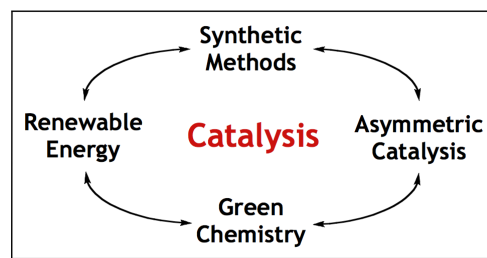 Synthetic
Methods
Renewable
Energy
Catalysis
Asymmetric
Catalysis
Green
Chemistry